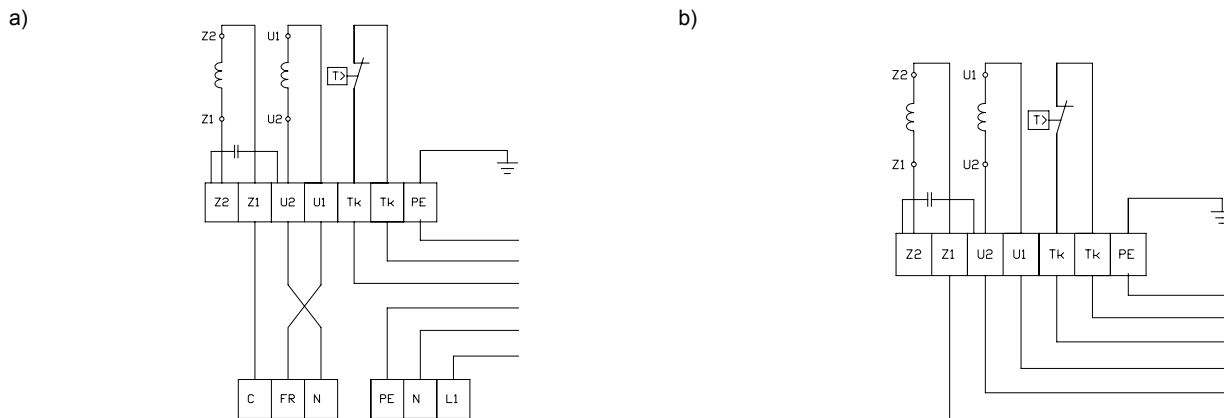 a)
b)
Z2 U1
T>
Z1 U2
Z2 Z1 U2 U1 Tk Tk PE
C FR N PE N L1
Z2 U1
T>
Z1 U2
Z2 Z1 U2 U1 Tk Tk PE